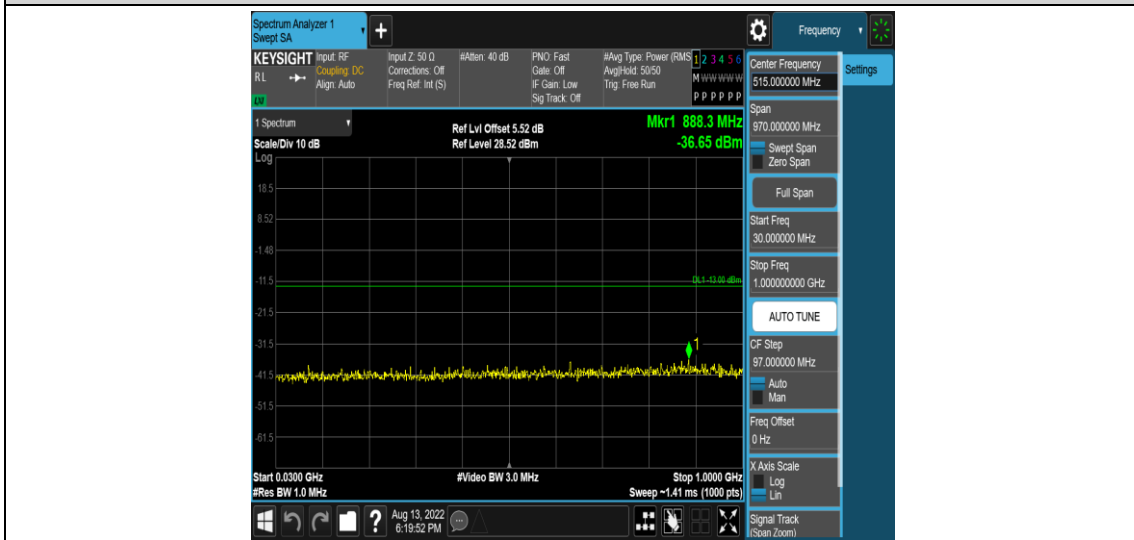 Spectrum Analyzer 1
Swept SA
+
Frequency
KEYSIGHT
RL
LXI
Input: RF
Coupling: DC
Align: Auto
Input Z: 50 Ω
Corrections: Off
Freq Ref: Int (S)
#Atten: 40 dB
PNO: Fast
Gate: Off
IF Gain: Low
Sig Track: Off
#Avg Type: Power (RMS
Avg|Hold: 50/50
Trig: Free Run
1 2 3 4 5 6
M W W W W W
P P P P P P
1 Spectrum
Scale/Div 10 dB
Log
Ref Lvl Offset 5.52 dB
Ref Level 28.52 dBm
Mkr1 888.3 MHz
-36.65 dBm
18.5
8.52
-1.48
-11.5
-21.5
-31.5
-41.5
-51.5
-61.5
DL1 -13.00 dBm
1
Start 0.0300 GHz
#Res BW 1.0 MHz
#Video BW 3.0 MHz
Stop 1.0000 GHz
Sweep ~1.41 ms (1000 pts)
Aug 13, 2022
6:19:52 PM
?
Center Frequency
515.000000 MHz
Settings
Span
970.000000 MHz
Swept Span
Zero Span
Full Span
Start Freq
30.000000 MHz
Stop Freq
1.000000000 GHz
AUTO TUNE
CF Step
97.000000 MHz
Auto
Man
Freq Offset
0 Hz
X Axis Scale
Log
Lin
Signal Track
(Span Zoom)